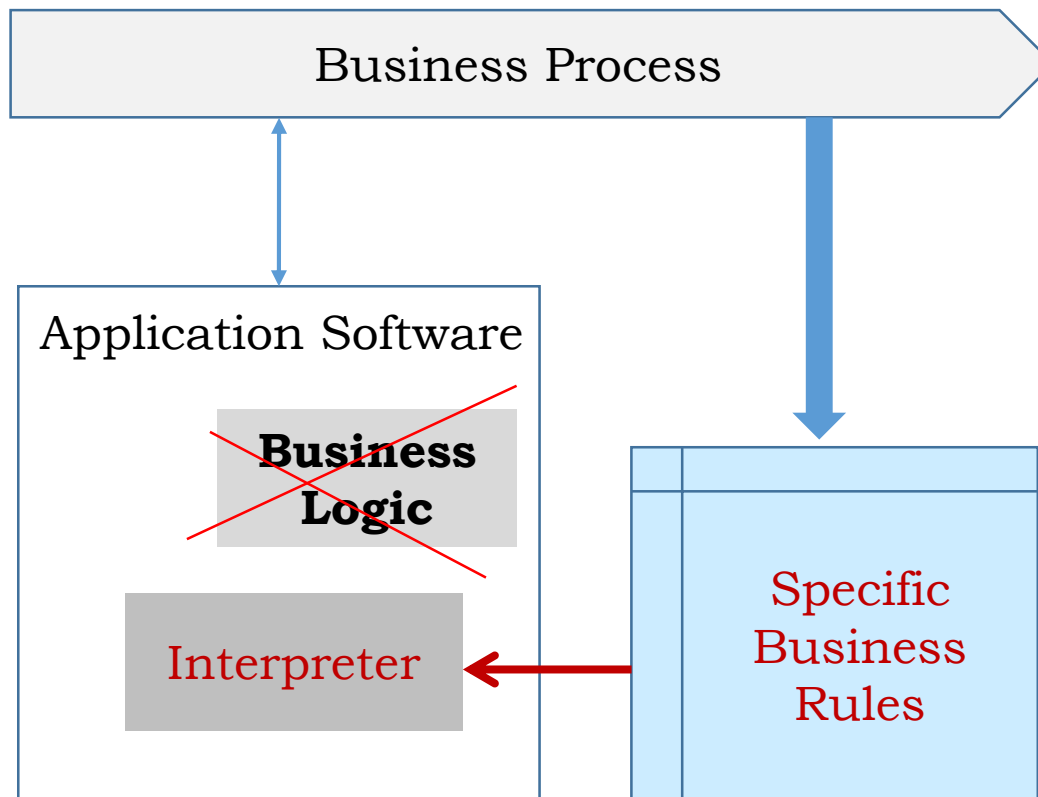 Business Process
Application Software
Business
Logic
Interpreter
Specific
Business
Rules